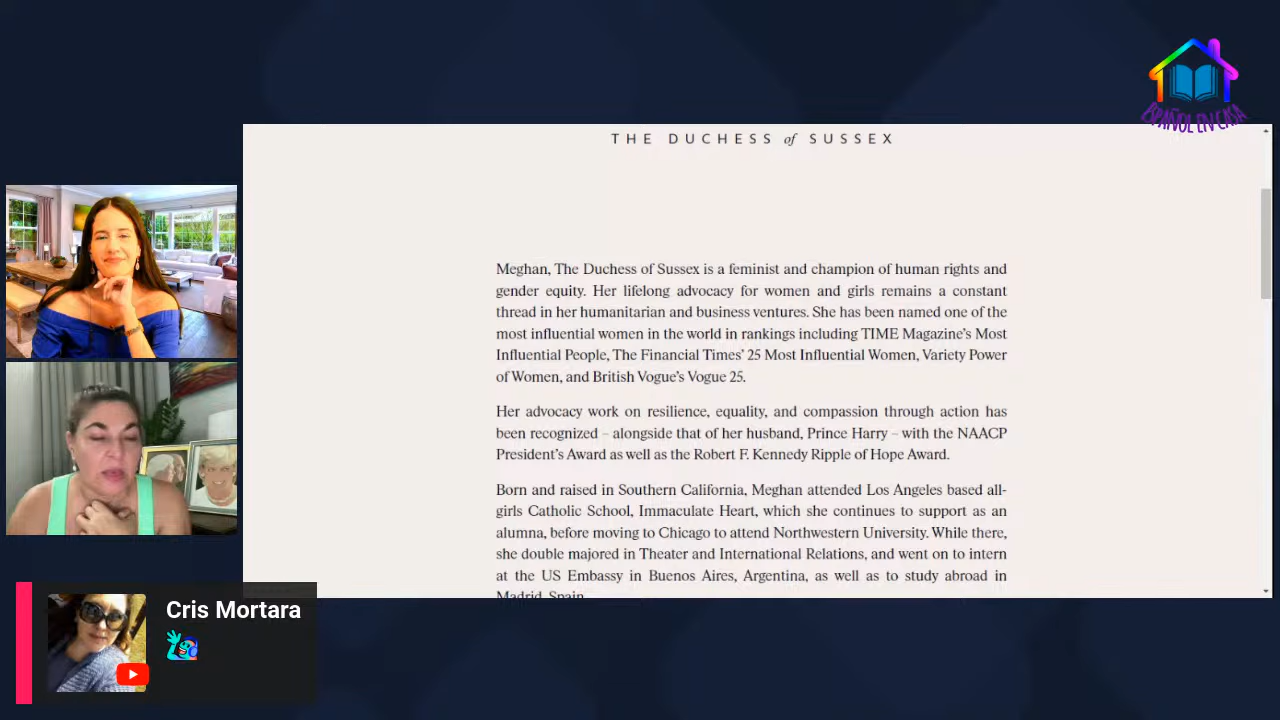 ESPAÑOL EN CASA
THE DUCHESS of SUSSEX
Meghan, The Duchess of Sussex is a feminist and champion of human rights and
gender equity. Her lifelong advocacy for women and girls remains a constant
thread in her humanitarian and business ventures. She has been named one of the
most influential women in the world in rankings including TIME Magazine's Most
Influential People, The Financial Times' 25 Most Influential Women, Variety Power
of Women, and British Vogue's Vogue 25.
Her advocacy work on resilience, equality, and compassion through action has
been recognized – alongside that of her husband, Prince Harry – with the NAACP
President's Award as well as the Robert F. Kennedy Ripple of Hope Award.
Born and raised in Southern California, Meghan attended Los Angeles based all-
girls Catholic School, Immaculate Heart, which she continues to support as an
alumna, before moving to Chicago to attend Northwestern University. While there,
she double majored in Theater and International Relations, and went on to intern
at the US Embassy in Buenos Aires, Argentina, as well as to study abroad in
Madrid, Spain.
Cris Mortara